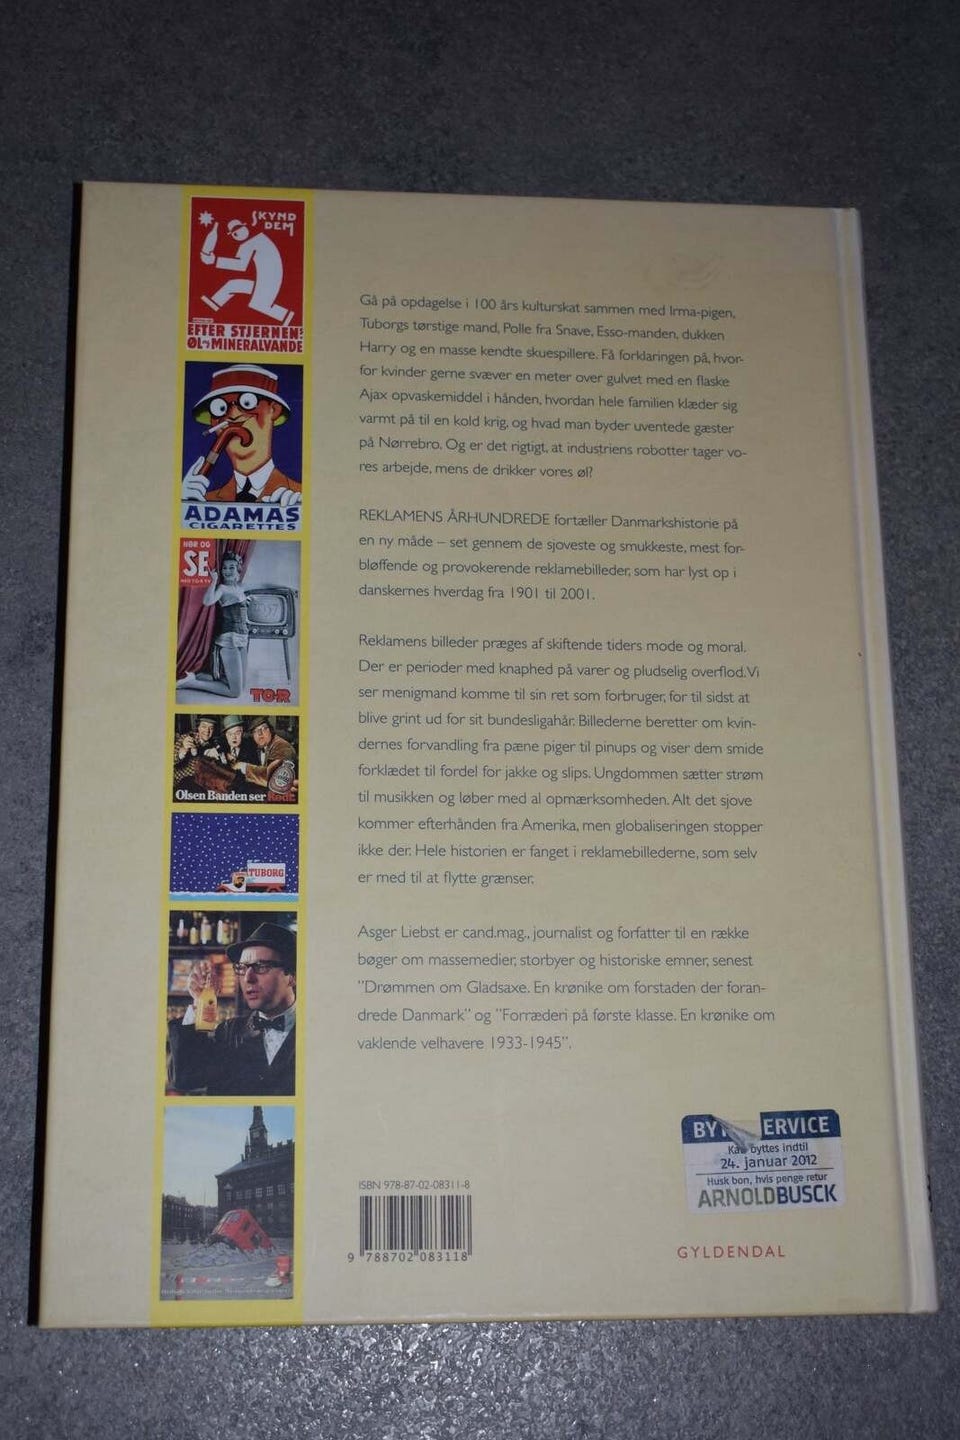 SKYND
DEM
EFTER STJERNENS
ØL OG MINERALVANDE
ADAMAS
CIGARETTES
HØR OG
SE
TO-R
Olsen Banden ser Rødt.
TUBORG
Gå på opdagelse i 100 års kulturskat sammen med Irma-pigen,
Tuborgs tørstige mand, Polle fra Snave, Esso-manden, dukken
Harry og en masse kendte skuespillere. Få forklaringen på, hvor-
for kvinder gerne svæver en meter over gulvet med en flaske
Ajax opvaskemiddel i hånden, hvordan hele familien klæder sig
varmt på til en kold krig, og hvad man byder uventede gæster
på Nørrebro. Og er det rigtigt, at industriens robotter tager vo-
res arbejde, mens de drikker vores øl?
REKLAMENS ÅRHUNDREDE fortæller Danmarkshistorie på
en ny måde – set gennem de sjoveste og smukkeste, mest for-
bløffende og provokerende reklamebilleder, som har lyst op i
danskernes hverdag fra 1901 til 2001.
Reklamens billeder præges af skiftende tiders mode og moral.
Der er perioder med knaphed på varer og pludselig overflod. Vi
ser menigmand komme til sin ret som forbruger, for til sidst at
blive grint ud for sit bundesligahår. Billederne beretter om kvin-
dernes forvandling fra pæne piger til pinups og viser dem smide
forklædet til fordel for jakke og slips. Ungdommen sætter strøm
til musikken og løber med al opmærksomheden. Alt det sjove
kommer efterhånden fra Amerika, men globaliseringen stopper
ikke der. Hele historien er fanget i reklamebillederne, som selv
er med til at flytte grænser.
Asger Liebst er cand.mag., journalist og forfatter til en række
bøger om massemedier, storbyer og historiske emner, senest
"Drømmen om Gladsaxe. En krønike om forstaden der foran-
drede Danmark" og "Forræderi på første klasse. En krønike om
vaklende velhavere 1933-1945".
ISBN 978-87-02-08311-8
9 788702 083118
BY ERVICE
Kan byttes indtil
24. januar 2012
Husk bon, hvis penge retur
ARNOLD BUSCK
GYLDENDAL